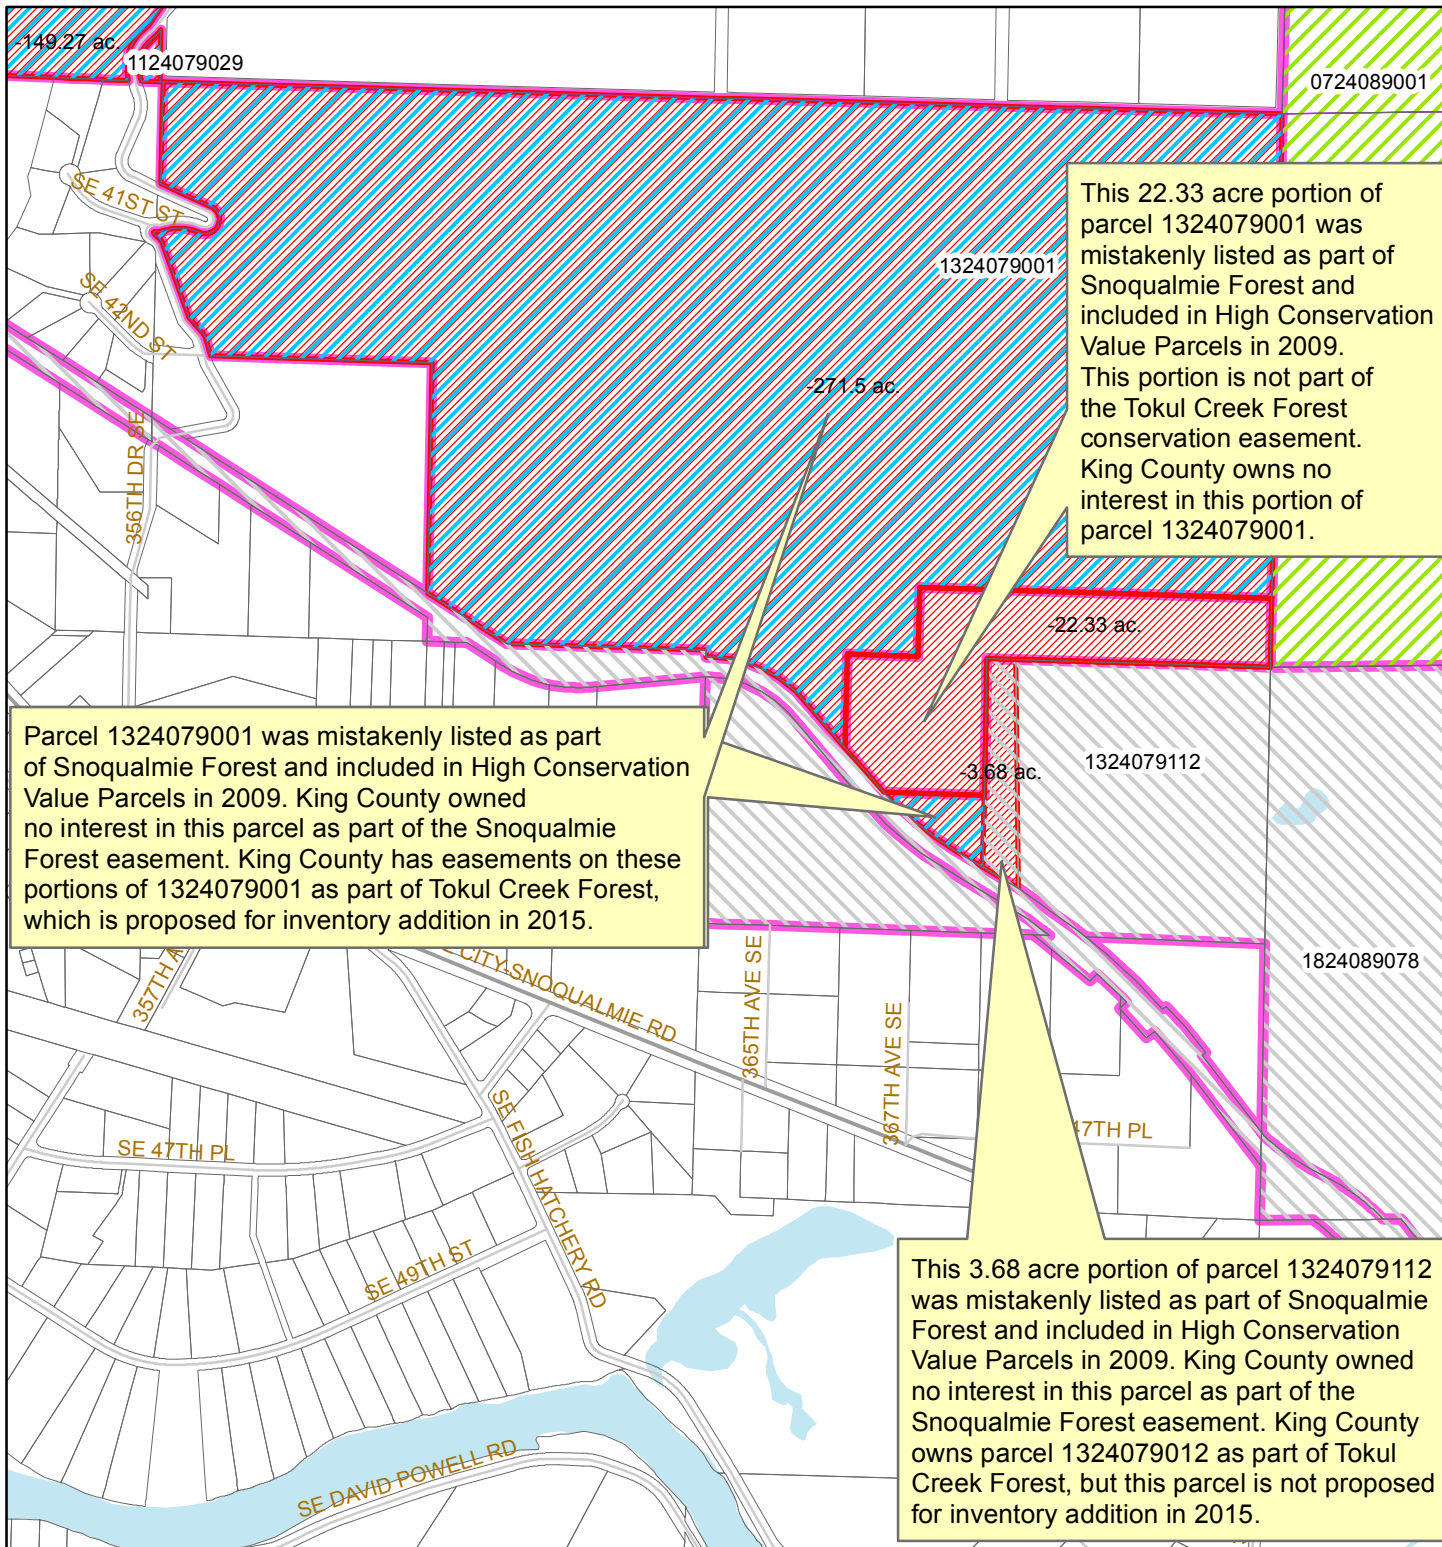 -149.27 ac.
1124079029
0724089001
SE 41ST ST
SE 42ND ST
1324079001
This 22.33 acre portion of
parcel 1324079001 was
mistakenly listed as part of
Snoqualmie Forest and
included in High Conservation
Value Parcels in 2009.
This portion is not part of
the Tokul Creek Forest
conservation easement.
King County owns no
interest in this portion of
parcel 1324079001.
-271.5 ac.
356TH DR SE
-22.33 ac.
-3.68 ac.
1324079112
Parcel 1324079001 was mistakenly listed as part
of Snoqualmie Forest and included in High Conservation
Value Parcels in 2009. King County owned
no interest in this parcel as part of the Snoqualmie
Forest easement. King County has easements on these
portions of 1324079001 as part of Tokul Creek Forest,
which is proposed for inventory addition in 2015.
1824089078
357TH A
CITY-SNOQUALMIE RD
365TH AVE SE
367TH AVE SE
47TH PL
SE 47TH PL
SE FISH HATCHERY RD
SE 49TH ST
SE DAVID POWELL RD
This 3.68 acre portion of parcel 1324079112
was mistakenly listed as part of Snoqualmie
Forest and included in High Conservation
Value Parcels in 2009. King County owned
no interest in this parcel as part of the
Snoqualmie Forest easement. King County
owns parcel 1324079012 as part of Tokul
Creek Forest, but this parcel is not proposed
for inventory addition in 2015.